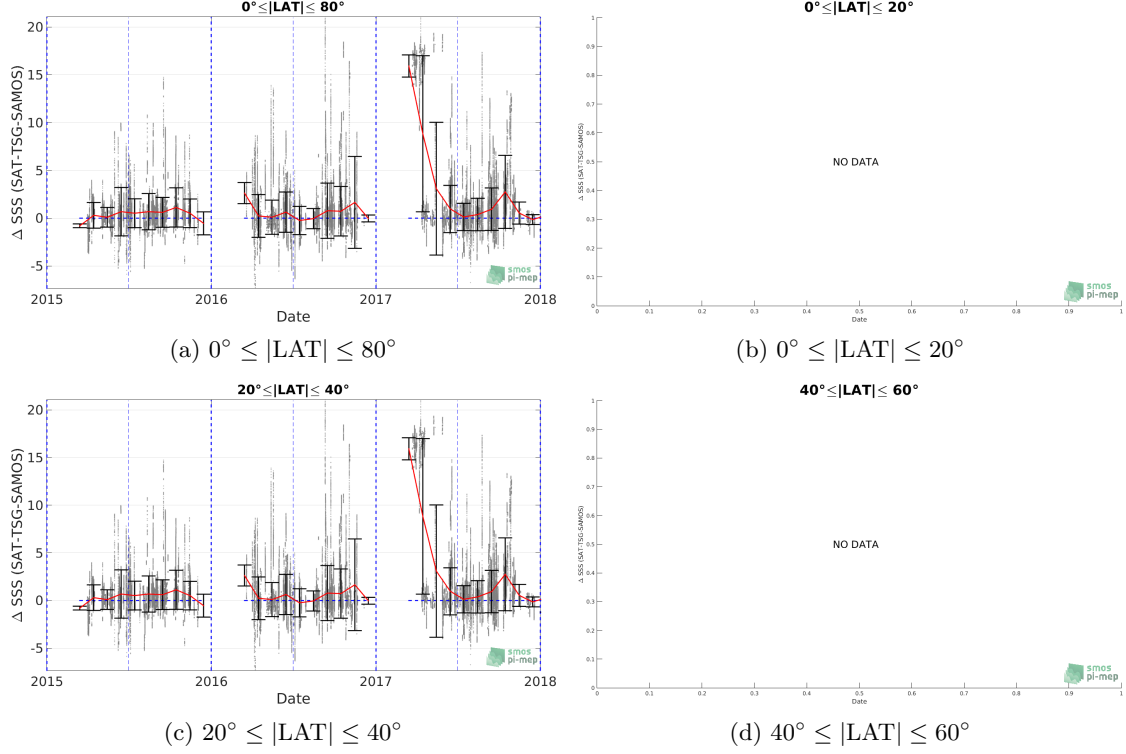 0°≤|LAT|≤ 80°
Δ SSS (SAT-TSG-SAMOS)
20
15
10
5
0
-5
2015
2016
2017
2018
Date
smos
pi-mep
(a) 0° ≤ |LAT| ≤ 80°
0°≤|LAT|≤ 20°
Δ SSS (SAT-TSG-SAMOS)
1
0.9
0.8
0.7
0.6
0.5
0.4
0.3
0.2
0.1
0
NO DATA
0
0.1
0.2
0.3
0.4
0.5
0.6
0.7
0.8
0.9
1
Date
smos
pi-mep
(b) 0° ≤ |LAT| ≤ 20°
20°≤|LAT|≤ 40°
Δ SSS (SAT-TSG-SAMOS)
20
15
10
5
0
-5
2015
2016
2017
2018
Date
smos
pi-mep
(c) 20° ≤ |LAT| ≤ 40°
40°≤|LAT|≤ 60°
Δ SSS (SAT-TSG-SAMOS)
1
0.9
0.8
0.7
0.6
0.5
0.4
0.3
0.2
0.1
0
NO DATA
0
0.1
0.2
0.3
0.4
0.5
0.6
0.7
0.8
0.9
1
Date
smos
pi-mep
(d) 40° ≤ |LAT| ≤ 60°